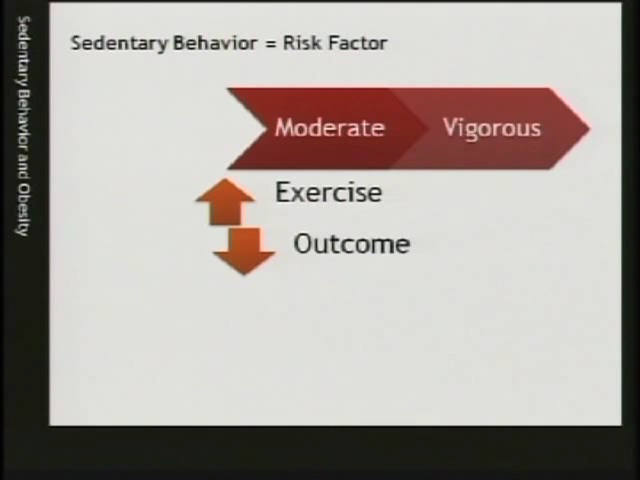 Sedentary Behavior and Obesity
Sedentary Behavior = Risk Factor
Moderate
Vigorous
Exercise
Outcome